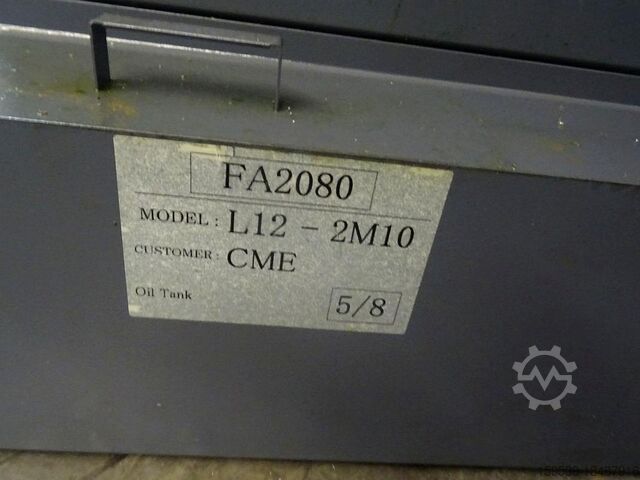 FA2080
MODEL : L12 - 2M10
CUSTOMER : CME
Oil Tank
5/8